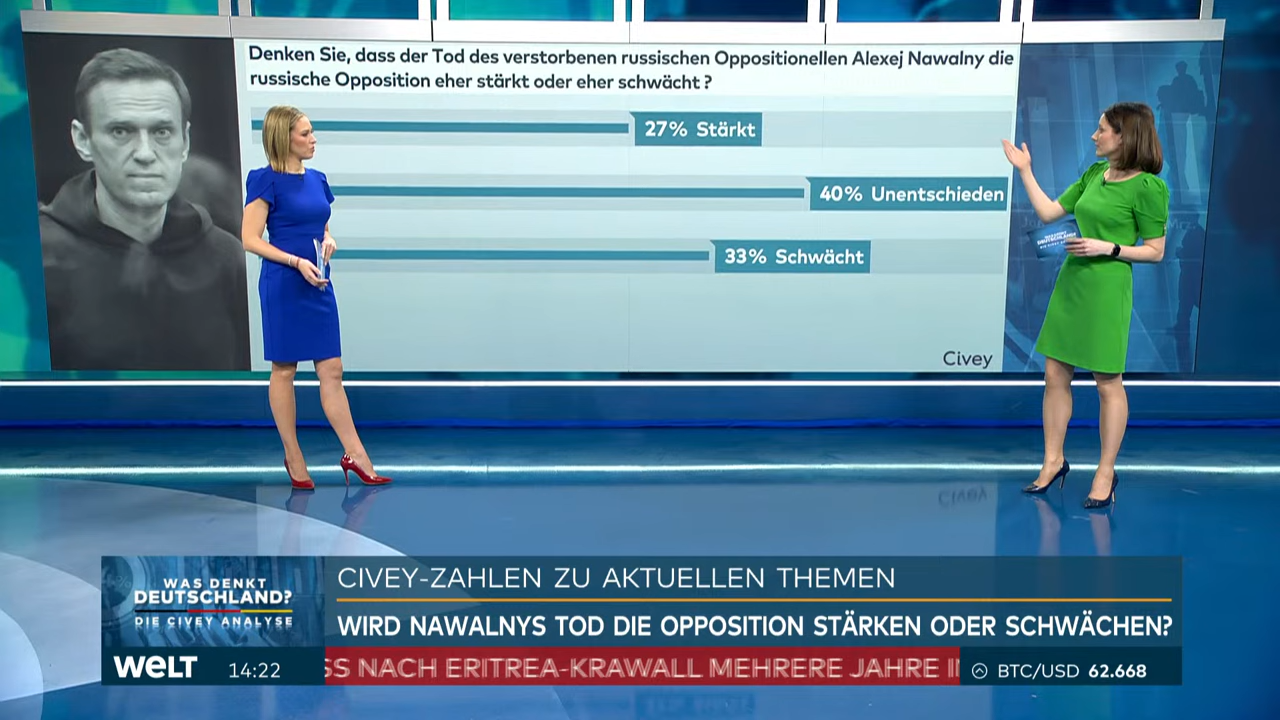 Denken Sie, dass der Tod des verstorbenen russischen Oppositionellen Alexej Nawalny die
russische Opposition eher stärkt oder eher schwächt ?
27% Stärkt
40% Unentschieden
33% Schwächt
Civey
WAS DENKT
DEUTSCHLAND?
DIE CIVEY ANALYSE
CIVEY-ZAHLEN ZU AKTUELLEN THEMEN
WIRD NAWALNYS TOD DIE OPPOSITION STÄRKEN ODER SCHWÄCHEN?
WELT
14:22
NACH ERITREA-KRAWALL MEHRERE JAHRE
BTC/USD 62.668